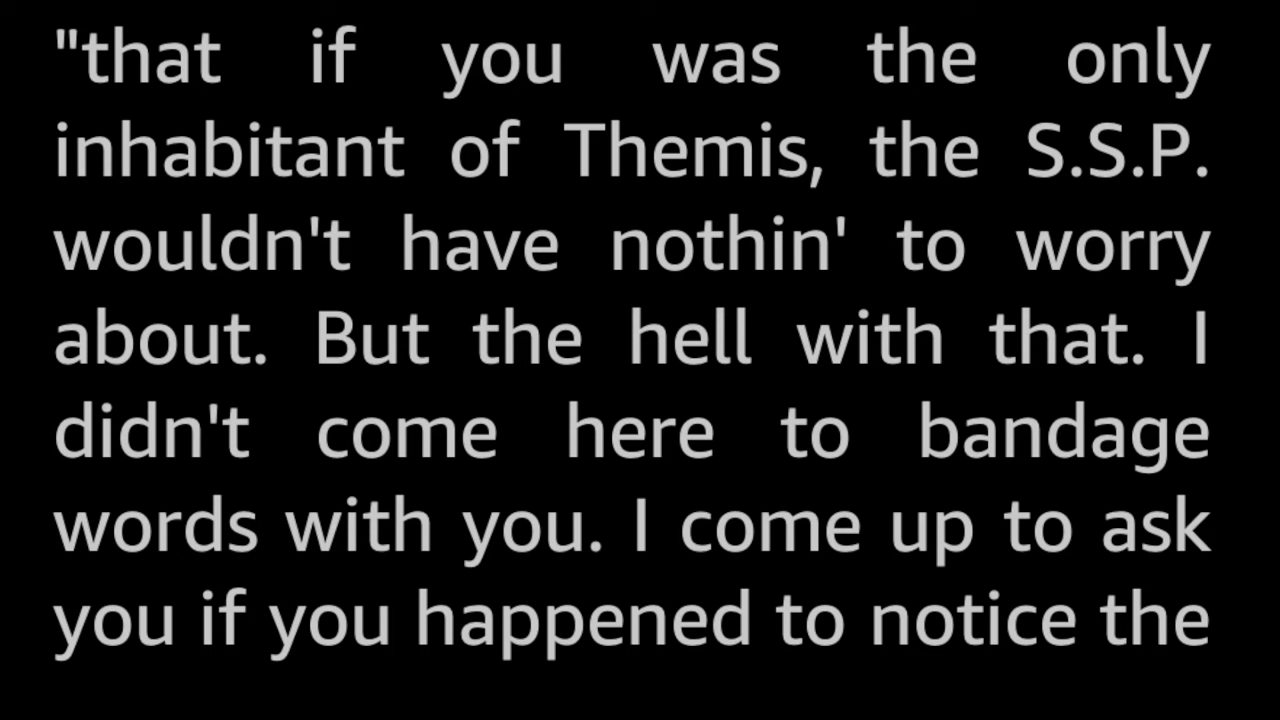 "that if you was the only
inhabitant of Themis, the S.S.P.
wouldn't have nothin' to worry
about. But the hell with that. I
didn't come here to bandage
words with you. I come up to ask
you if you happened to notice the